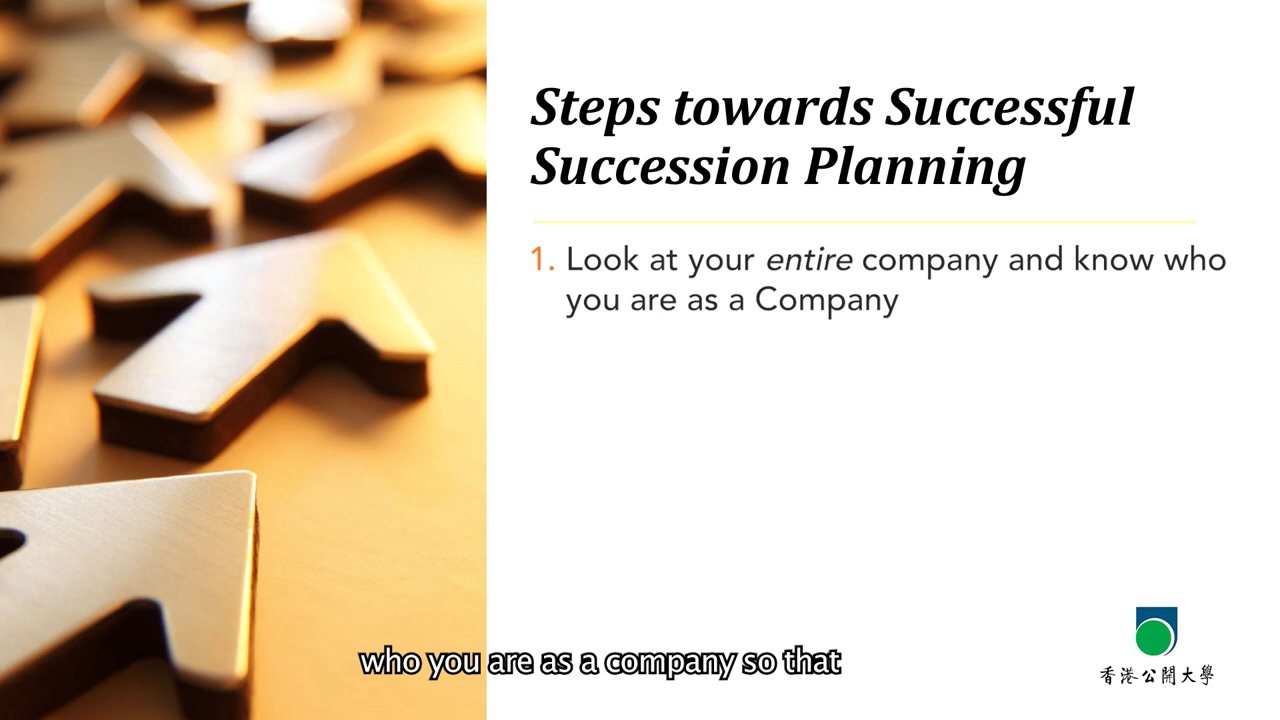 Steps towards Successful
Succession Planning
1. Look at your entire company and know who
you are as a Company
who you are as a company so that
香港公開大學